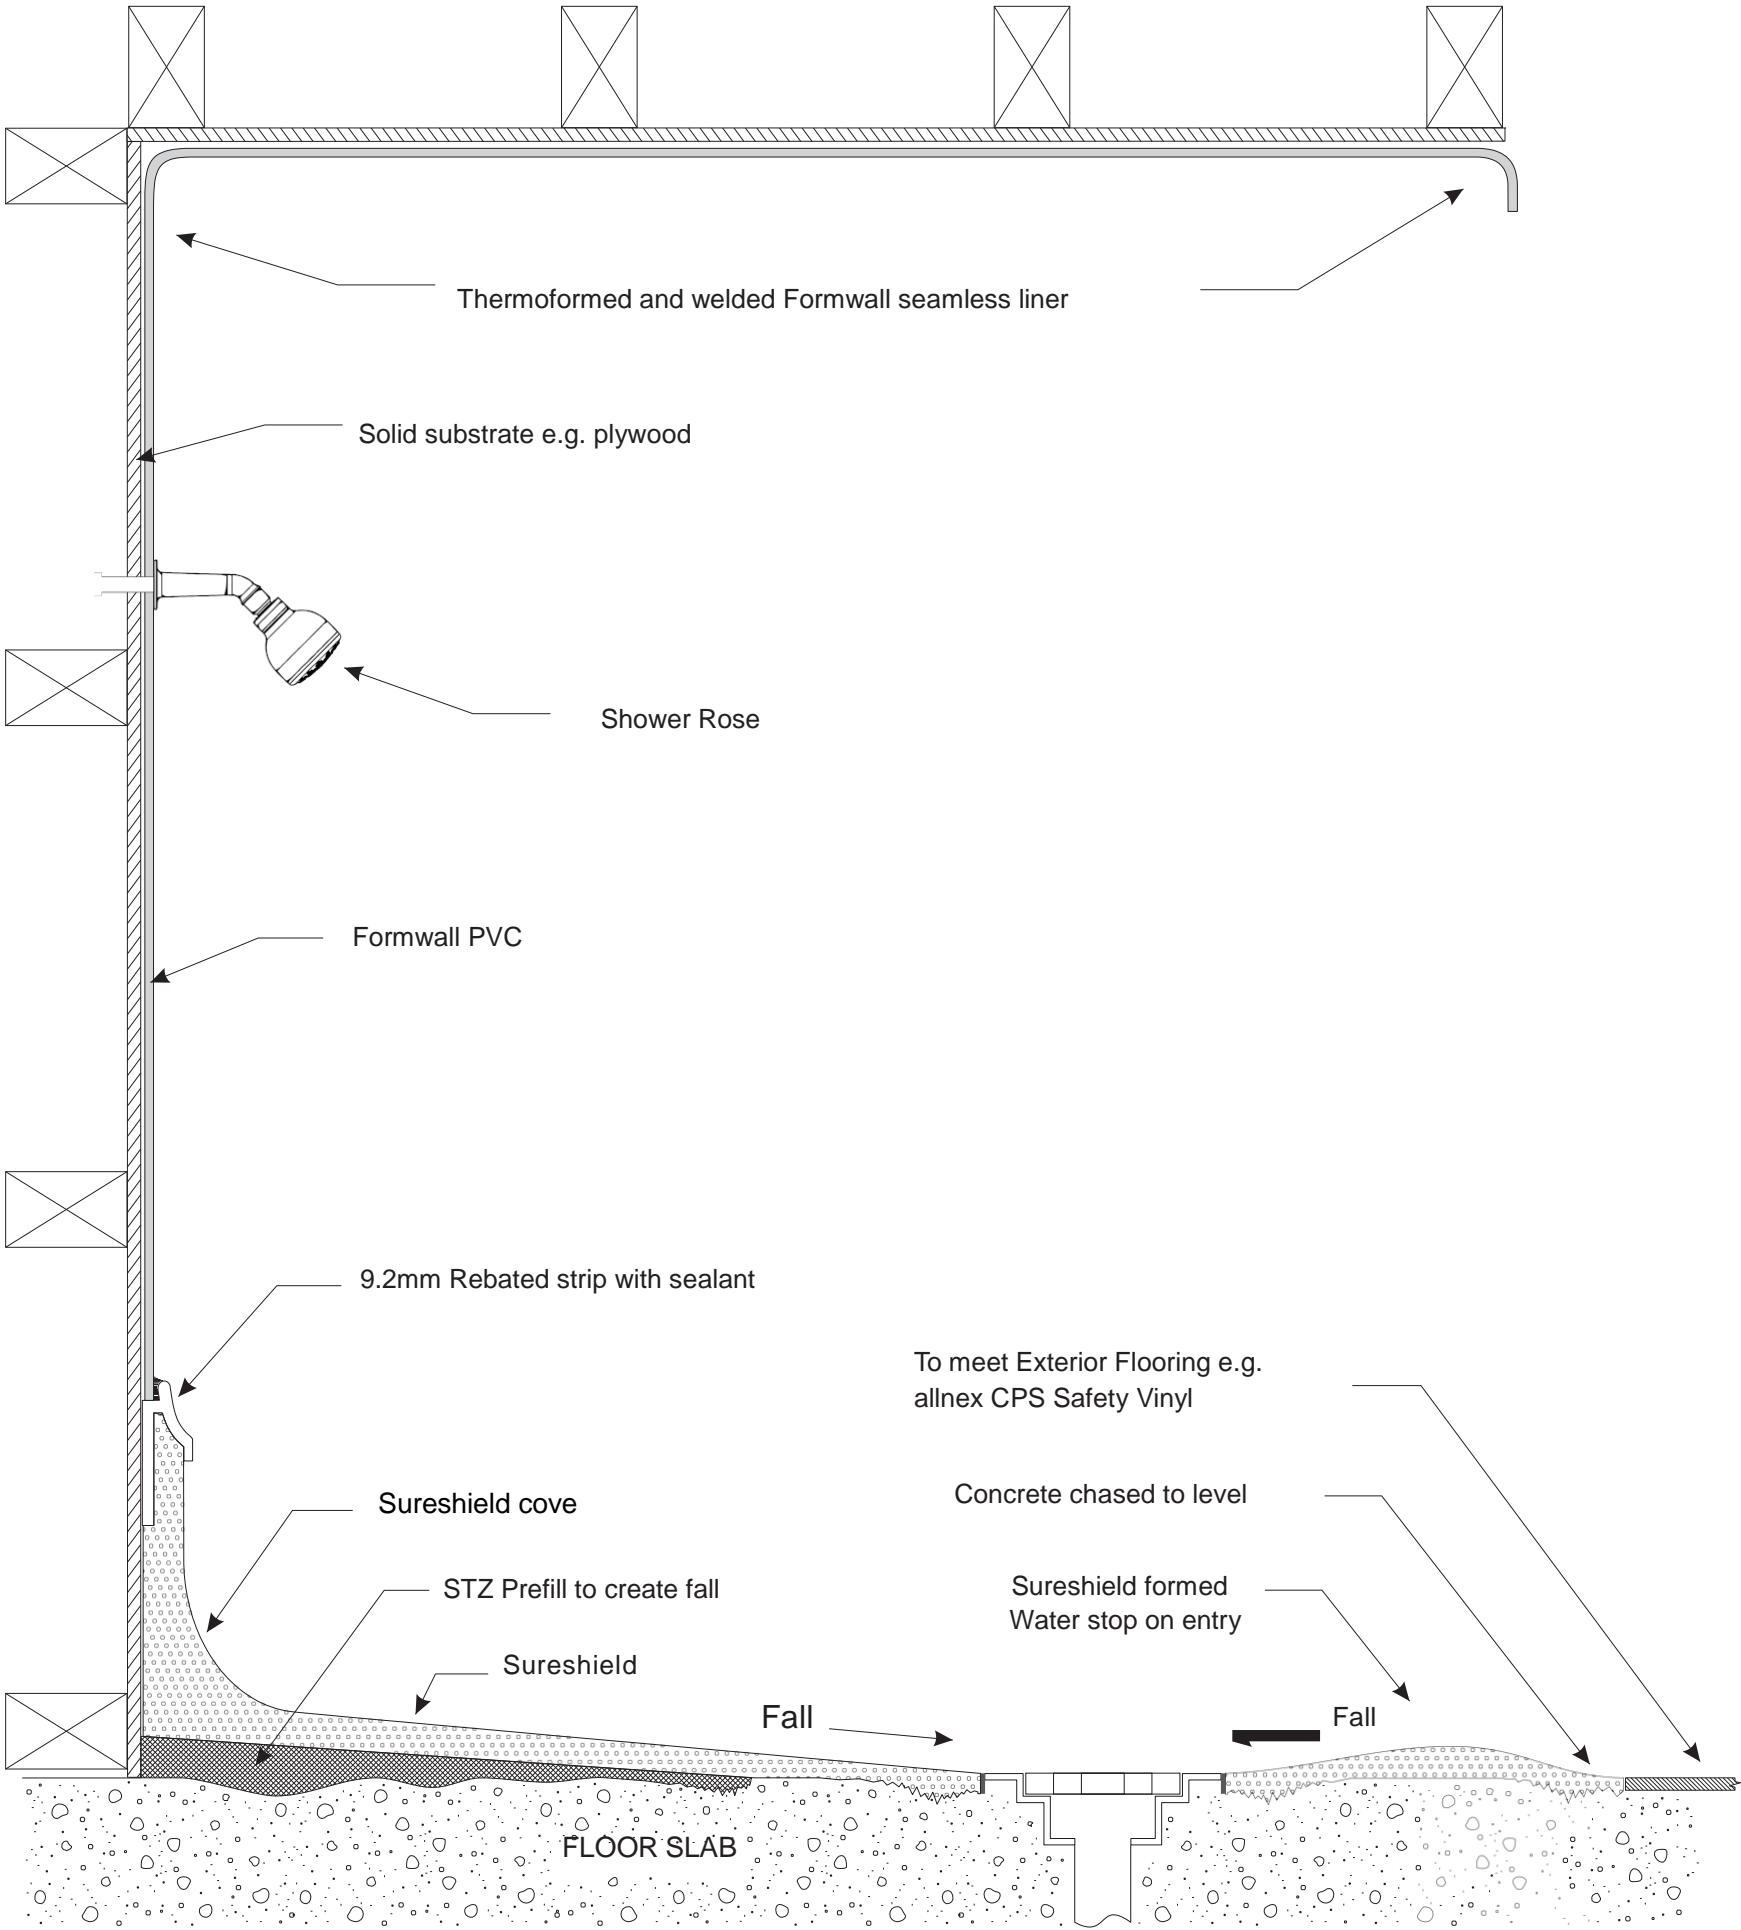 Thermoformed and welded Formwall seamless liner
Solid substrate e.g. plywood
Shower Rose
Formwall PVC
9.2mm Rebated strip with sealant
To meet Exterior Flooring e.g.
allnex CPS Safety Vinyl
Sureshield cove
Concrete chased to level
STZ Prefill to create fall
Sureshield formed
Water stop on entry
Sureshield
Fall
Fall
FLOOR SLAB